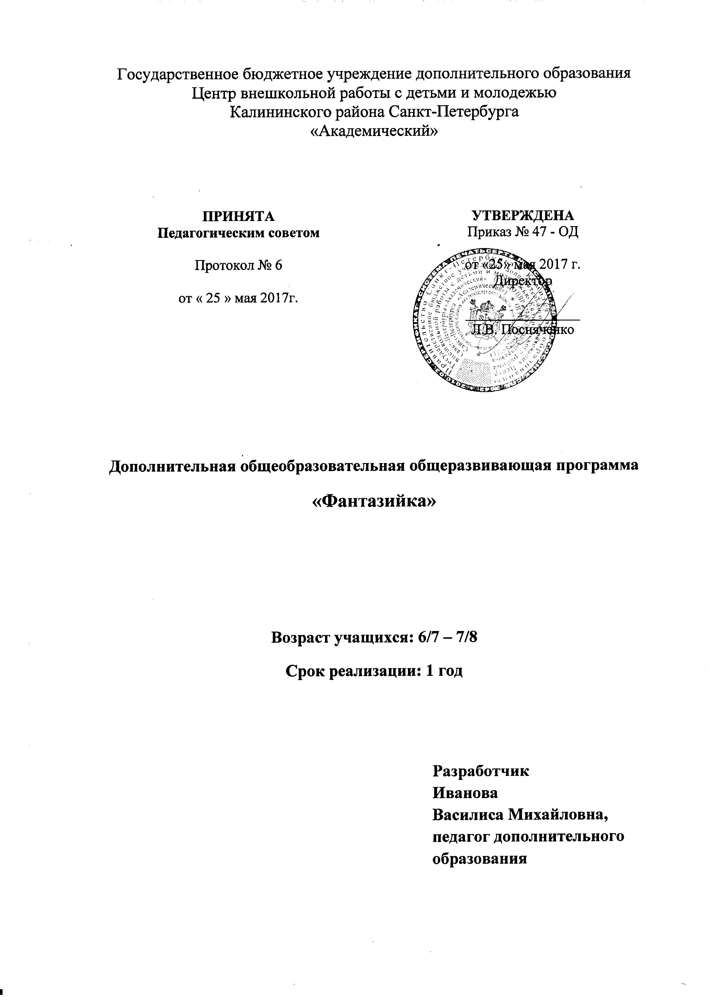 Государственное бюджетное учреждение дополнительного образования
Центр внешкольной работы с детьми и молодежью
Калининского района Санкт-Петербурга
«Академический»
ПРИНЯТА
Педагогическим советом
Протокол № 6
от « 25 » мая 2017г.
УТВЕРЖДЕНА
Приказ № 47 - ОД
от «25» мая 2017 г.
Директор
Л.В. Посняченко
Дополнительная общеобразовательная общеразвивающая программа
«Фантазийка»
Возраст учащихся: 6/7 – 7/8
Срок реализации: 1 год
Разработчик
Иванова
Василиса Михайловна,
педагог дополнительного
образования